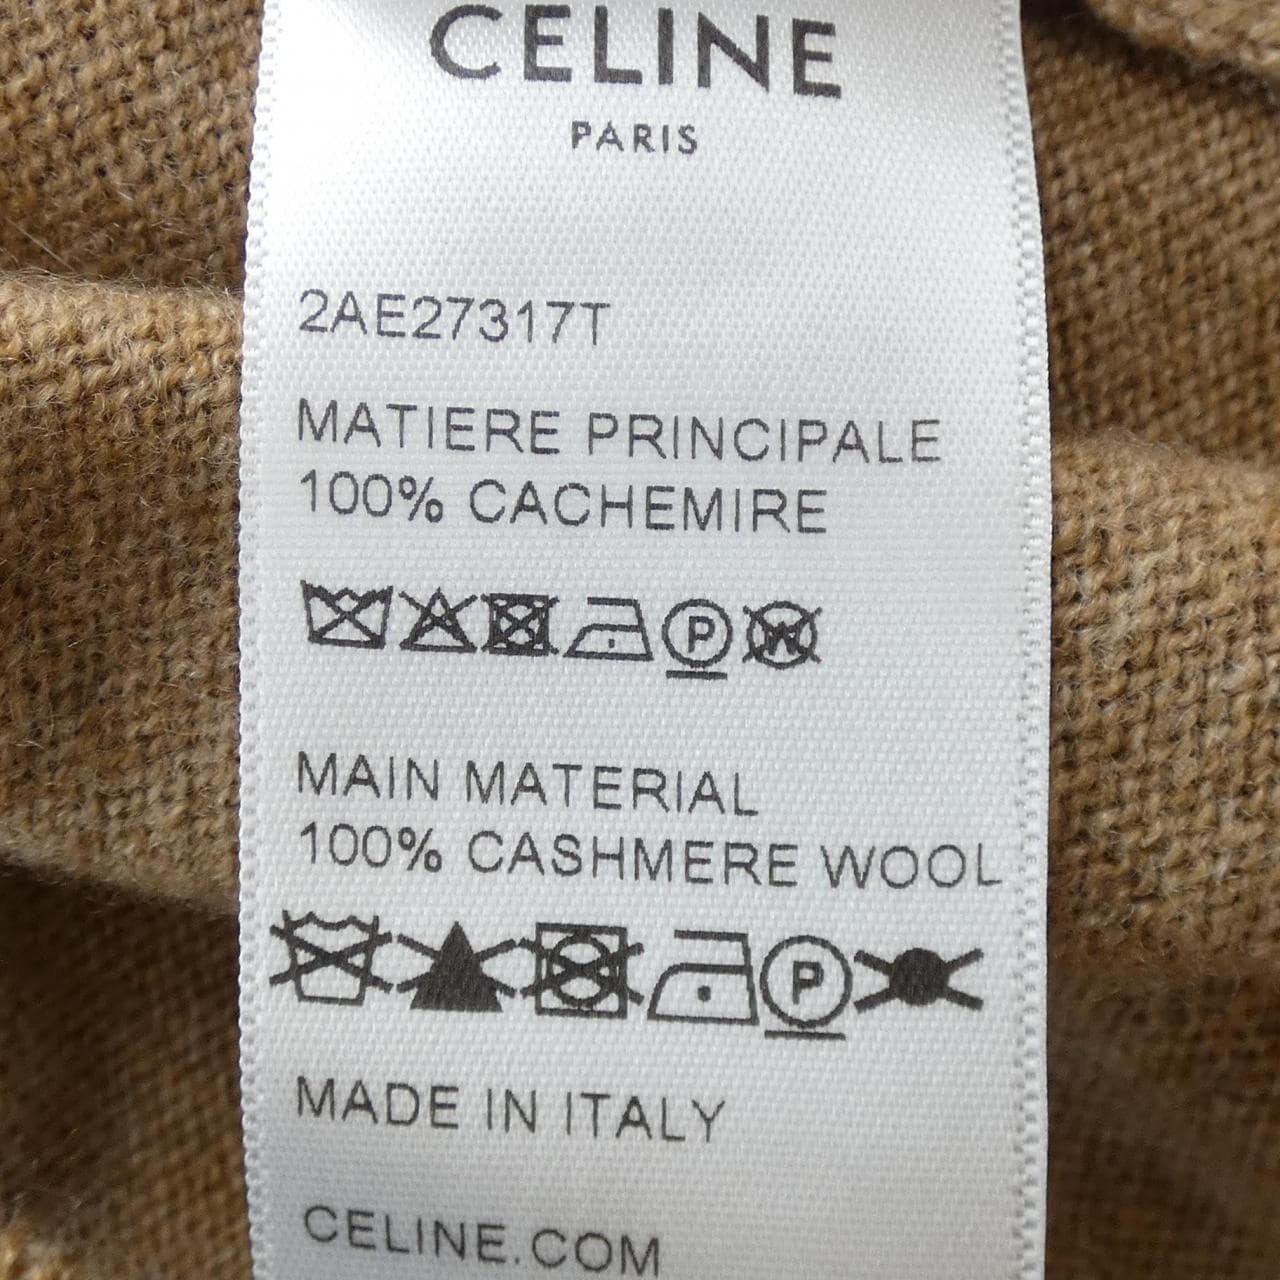 CELINE
PARIS
2AE27317T
MATIERE PRINCIPALE
100% CACHEMIRE
P W
MAIN MATERIAL
100% CASHMERE WOOL
P
MADE IN ITALY
CELINE.COM